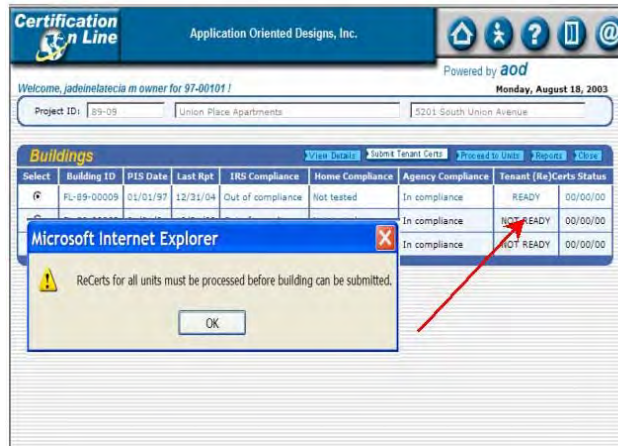 Certification
On Line
Application Oriented Designs, Inc.
Powered by aod
Welcome, jadeinelatecia m owner for 97-00101 !
Monday, August 18, 2003
Project ID: 89-09 Union Place Apartments 5201 South Union Avenue
Buildings View Details Submit Tenant Certs Proceed to Units Reports Close
Select Building ID PIS Date Last Rpt IRS Compliance Home Compliance Agency Compliance Tenant (Re)Certs Status
FL-89-00009 01/01/97 12/31/04 Out of compliance Not tested In compliance READY 00/00/00
In compliance NOT READY 00/00/00
In compliance NOT READY 00/00/00
Microsoft Internet Explorer
ReCerts for all units must be processed before building can be submitted.
OK